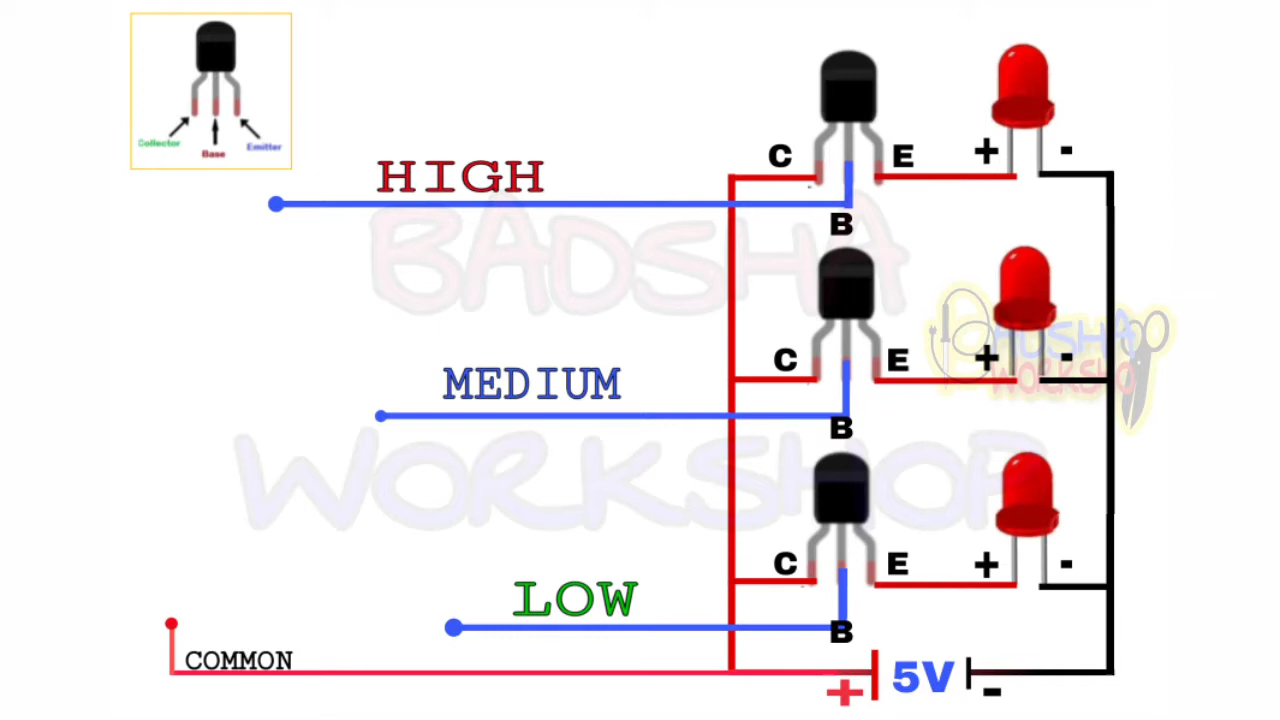 Collector
Base
Emitter
HIGH
C
E
+
-
B
BADSHA
MEDIUM
C
E
+
-
B
WORKSHOP
LOW
C
E
+
-
B
COMMON
+
5V
-